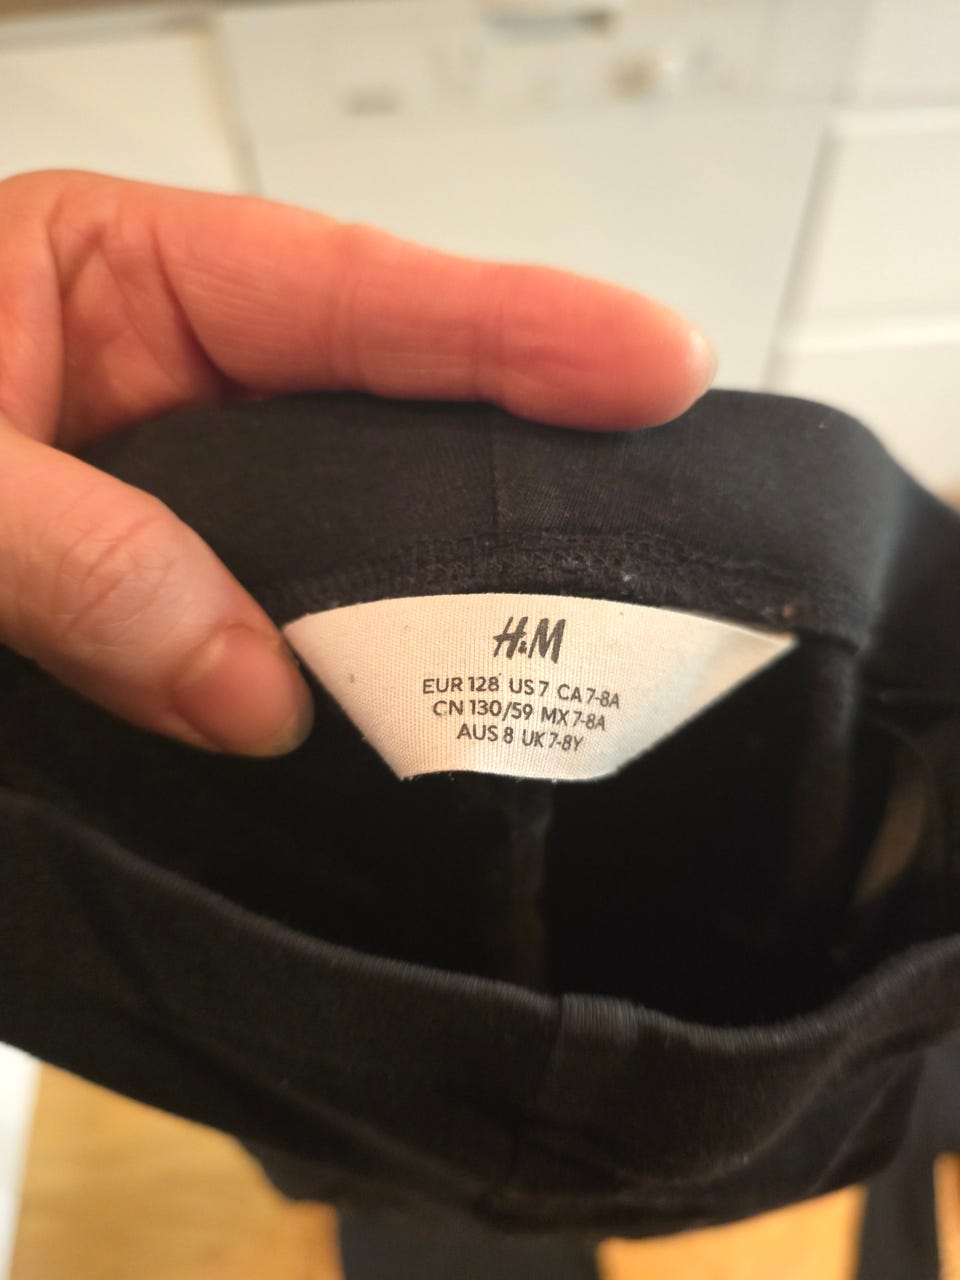 H&M
EUR 128 US 7 CA 7-8A
CN 130/59 MX 7-8A
AUS 8 UK 7-8Y